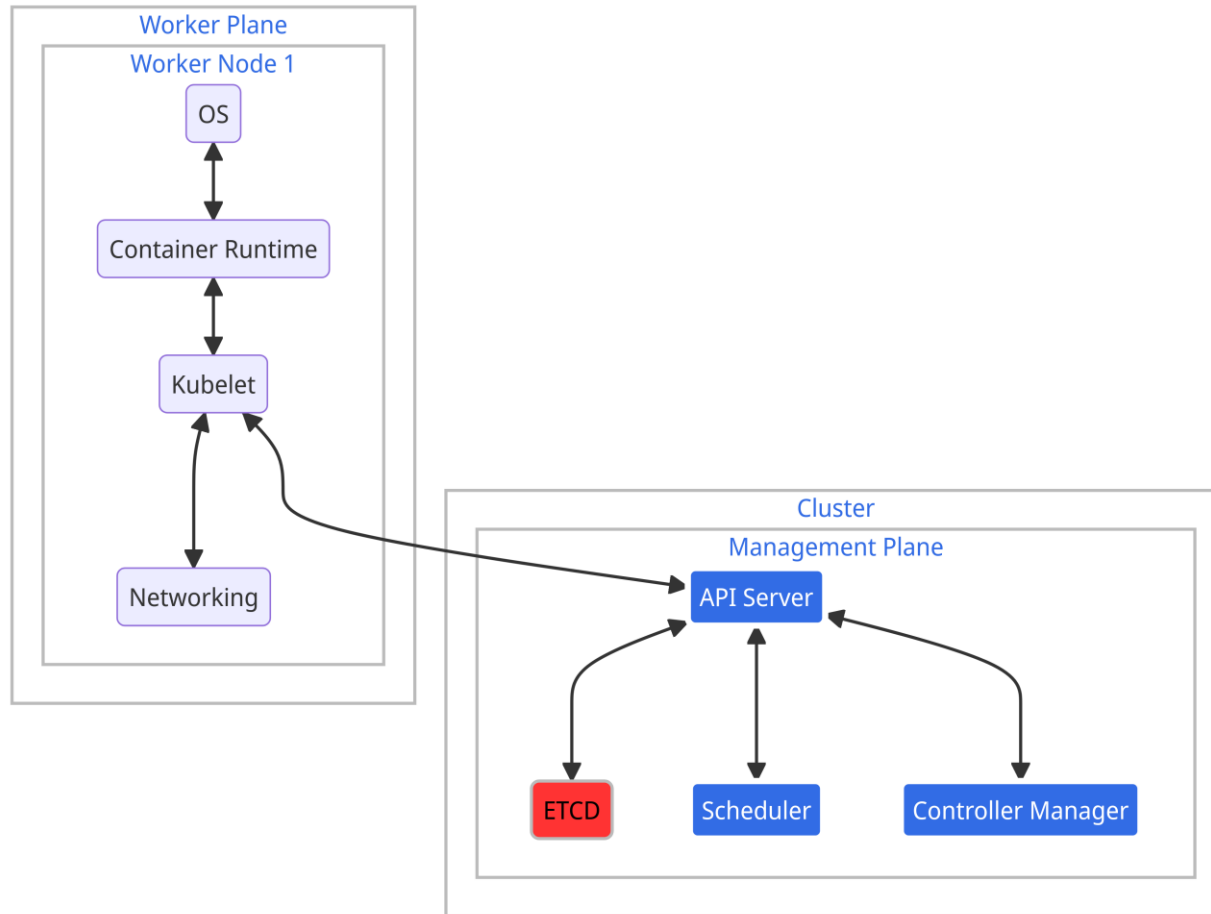 Worker Plane
Worker Node 1
OS
Container Runtime
Kubelet
Networking
Cluster
Management Plane
API Server
ETCD
Scheduler
Controller Manager